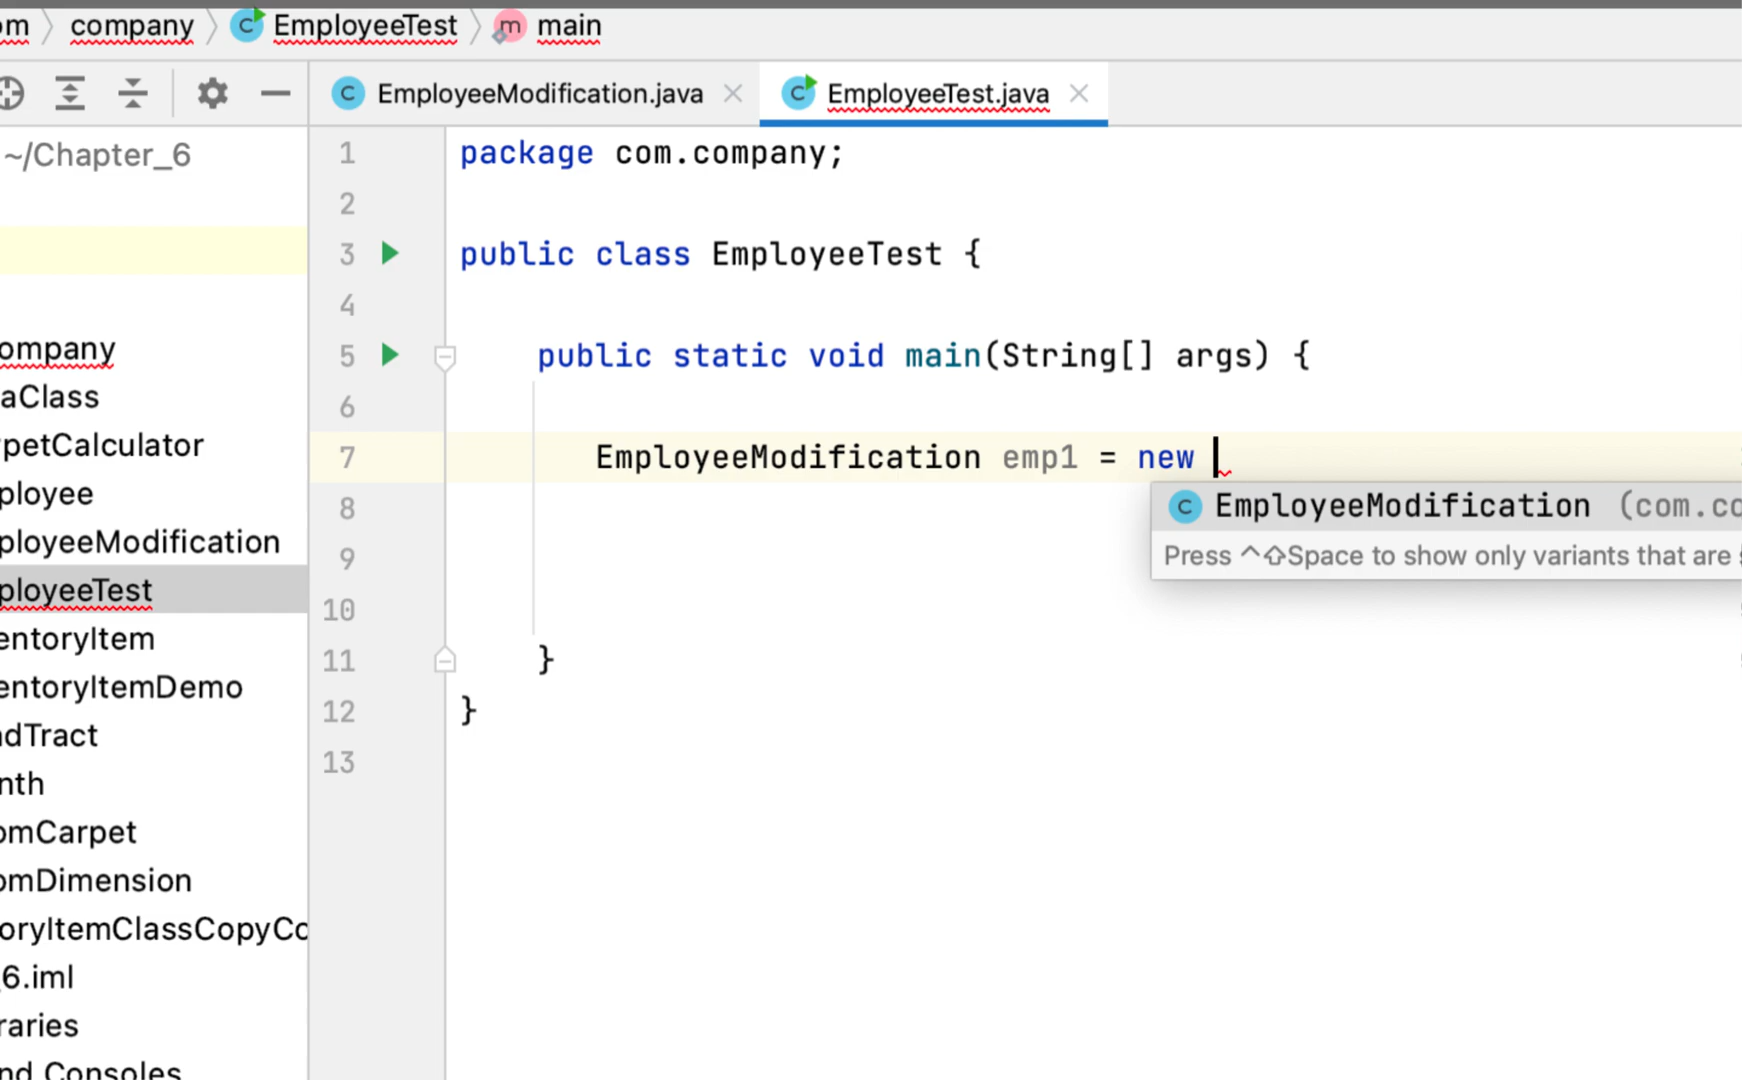 om company EmployeeTest main
EmployeeModification.java EmployeeTest.java
~/Chapter_6
ompany
aClass
rpetCalculator
ployee
ployeeModification
ployeeTest
entoryItem
entoryItemDemo
ndTract
nth
omCarpet
omDimension
oryItemClassCopyCo
6.iml
raries
nd Consoles
1 package com.company;
2
3 public class EmployeeTest {
4
5 public static void main(String[] args) {
6
7 EmployeeModification emp1 = new
EmployeeModification (com.co
Press ^⇧Space to show only variants that are
8
9
10
11 }
12 }
13